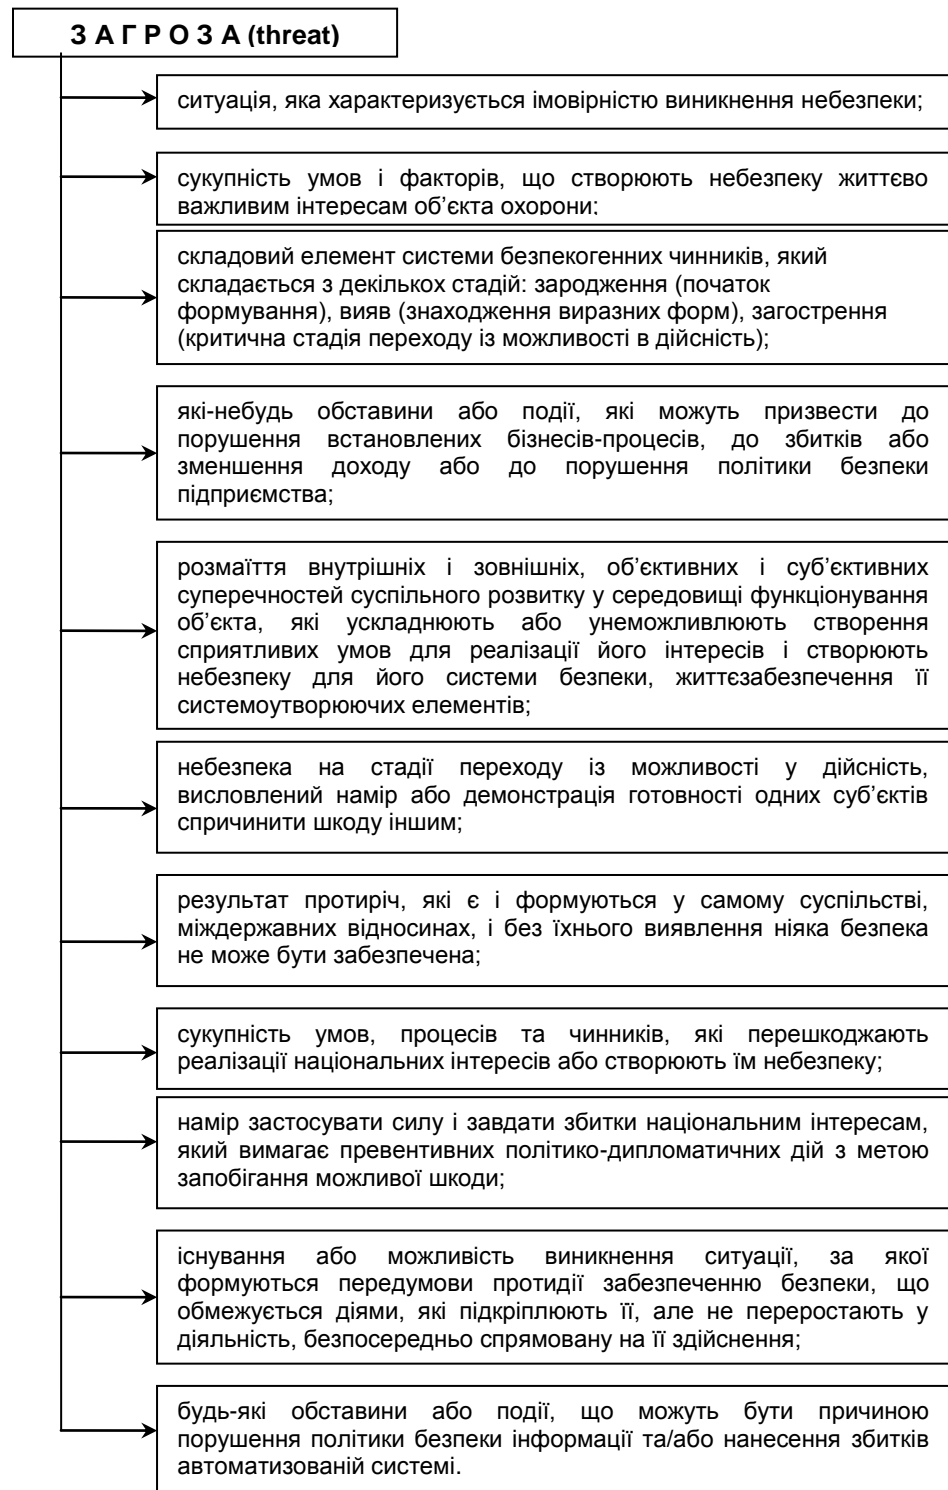 З А Г Р О З А (threat)
ситуація, яка характеризується імовірністю виникнення небезпеки;
сукупність умов і факторів, що створюють небезпеку життєво
важливим інтересам об’єкта охорони;
складовий елемент системи безпекогенних чинників, який
складається з декількох стадій: зародження (початок
формування), вияв (знаходження виразних форм), загострення
(критична стадія переходу із можливості в дійсність);
які-небудь обставини або події, які можуть призвести до
порушення встановлених бізнесів-процесів, до збитків або
зменшення доходу або до порушення політики безпеки
підприємства;
розмаїття внутрішніх і зовнішніх, об’єктивних і суб’єктивних
суперечностей суспільного розвитку у середовищі функціонування
об’єкта, які ускладнюють або унеможливлюють створення
сприятливих умов для реалізації його інтересів і створюють
небезпеку для його системи безпеки, життєзабезпечення її
системоутворюючих елементів;
небезпека на стадії переходу із можливості у дійсність,
висловлений намір або демонстрація готовності одних суб’єктів
спричинити шкоду іншим;
результат протиріч, які є і формуються у самому суспільстві,
міждержавних відносинах, і без їхнього виявлення ніяка безпека
не може бути забезпечена;
сукупність умов, процесів та чинників, які перешкоджають
реалізації національних інтересів або створюють їм небезпеку;
намір застосувати силу і завдати збитки національним інтересам,
який вимагає превентивних політико-дипломатичних дій з метою
запобігання можливої шкоди;
існування або можливість виникнення ситуації, за якої
формуються передумови протидії забезпеченню безпеки, що
обмежується діями, які підкріплюють її, але не переростають у
діяльність, безпосередньо спрямовану на її здійснення;
будь-які обставини або події, що можуть бути причиною
порушення політики безпеки інформації та/або нанесення збитків
автоматизованій системі.